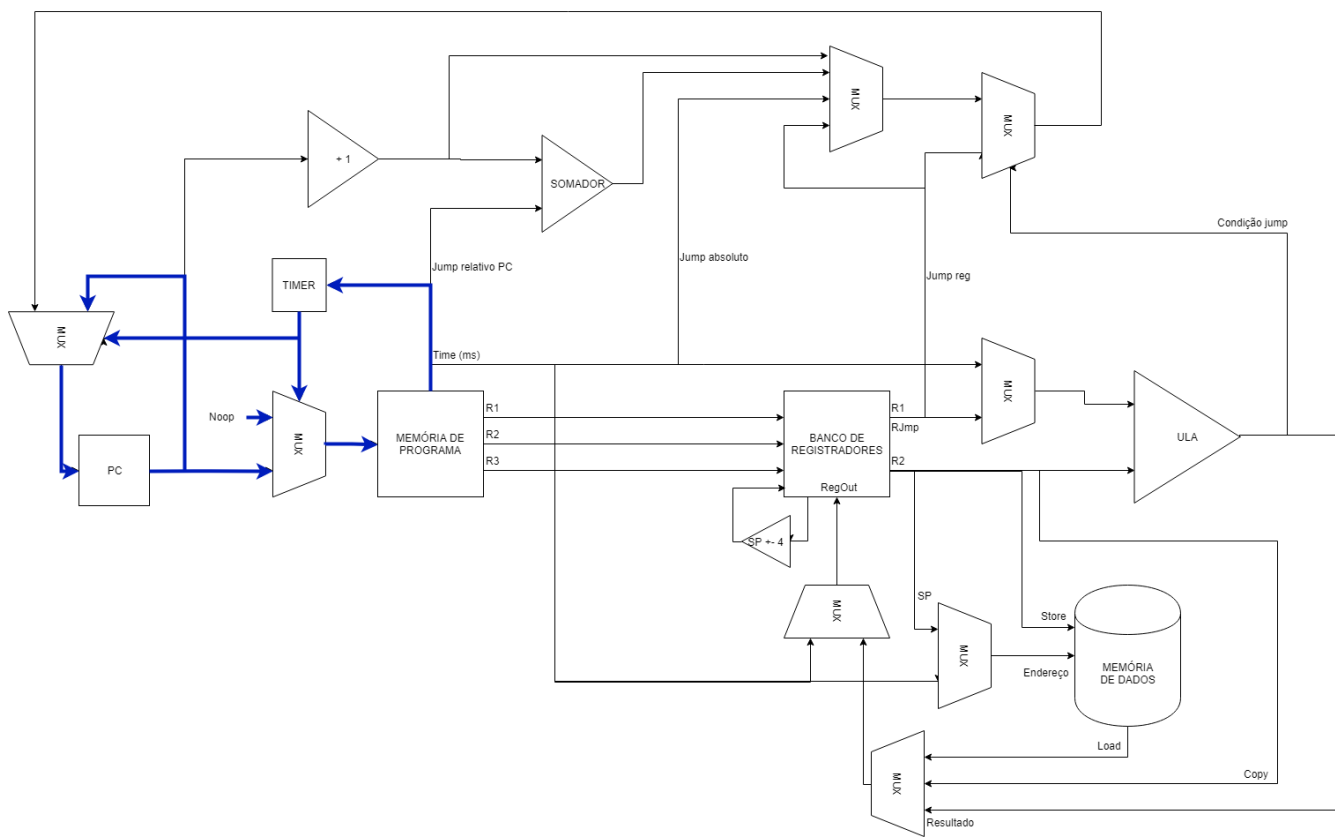 MUX
MUX
+ 1
SOMADOR
Condição jump
Jump relativo PC
Jump absoluto
Jump reg
TIMER
MUX
Time (ms)
MUX
Noop
MUX
MEMÓRIA DE
PROGRAMA
R1
R2
R3
BANCO DE
REGISTRADORES
RegOut
R1
RJmp
R2
ULA
PC
SP +- 4
SP
MUX
MUX
Store
Endereço
MEMÓRIA
DE DADOS
Load
MUX
Copy
Resultado